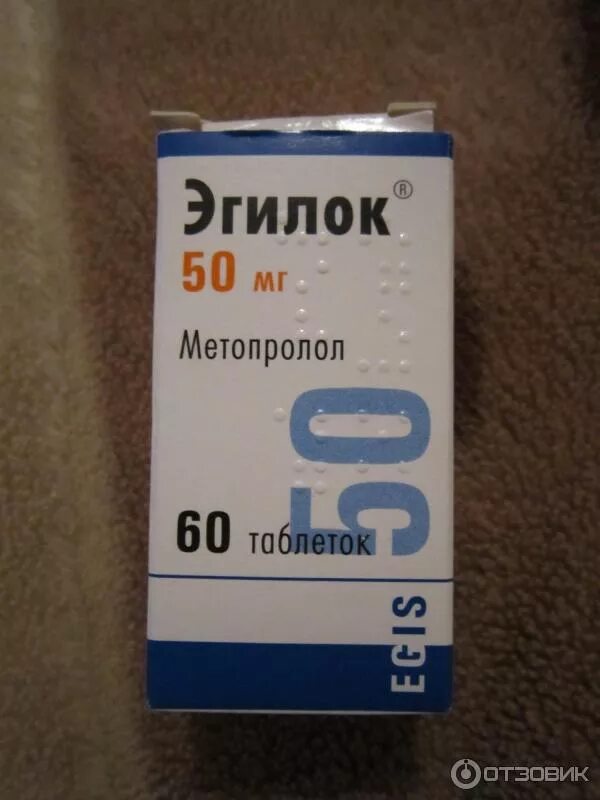 Эгилок®
50 мг
Метопролол
50
60 таблеток
EGIS
ОТЗОВИК